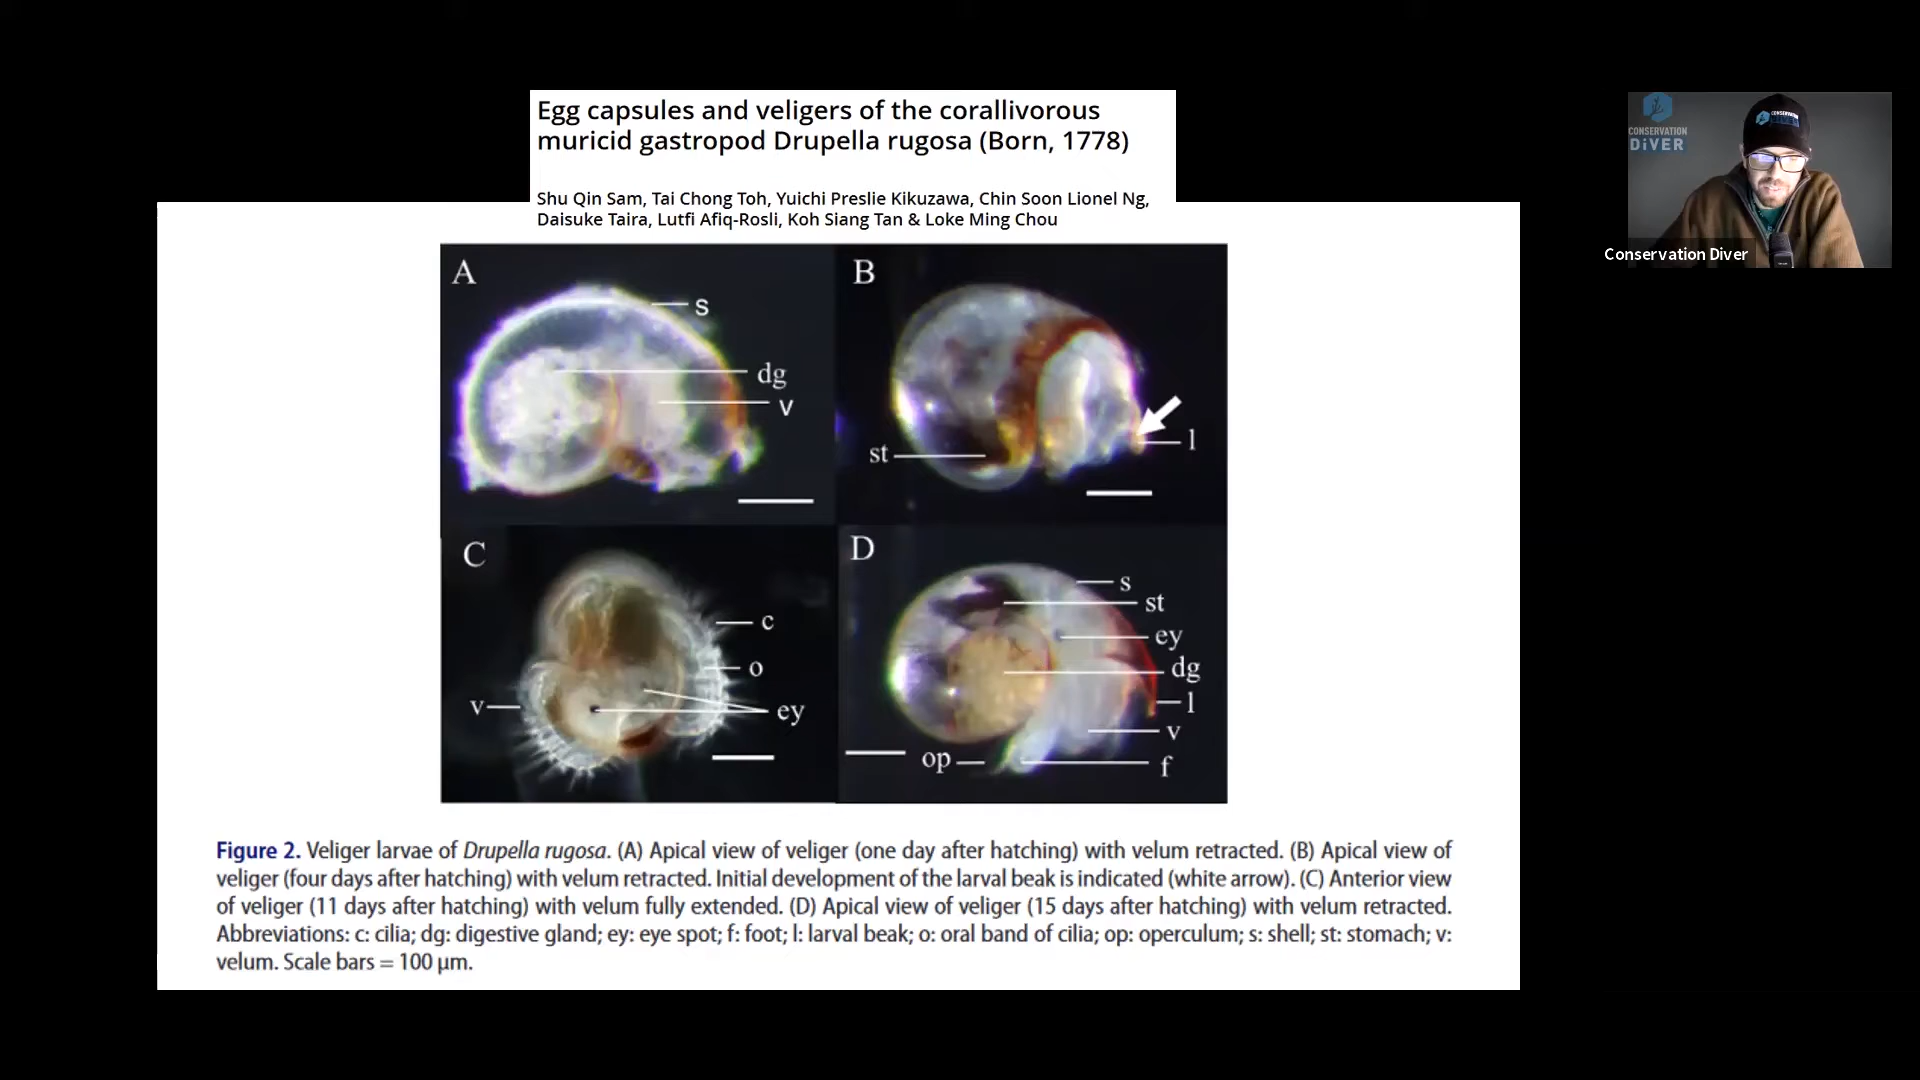 Egg capsules and veligers of the corallivorous
muricid gastropod Drupella rugosa (Born, 1778)
Shu Qin Sam, Tai Chong Toh, Yuichi Preslie Kikuzawa, Chin Soon Lionel Ng,
Daisuke Taira, Lutfi Afiq-Rosli, Koh Siang Tan & Loke Ming Chou
A
s
dg
v
B
st
l
C
c
o
v
ey
D
s
st
ey
dg
l
v
op
f
Figure 2. Veliger larvae of Drupella rugosa. (A) Apical view of veliger (one day after hatching) with velum retracted. (B) Apical view of
veliger (four days after hatching) with velum retracted. Initial development of the larval beak is indicated (white arrow). (C) Anterior view
of veliger (11 days after hatching) with velum fully extended. (D) Apical view of veliger (15 days after hatching) with velum retracted.
Abbreviations: c: cilia; dg: digestive gland; ey: eye spot; f: foot; l: larval beak; o: oral band of cilia; op: operculum; s: shell; st: stomach; v:
velum. Scale bars = 100 µm.
CONSERVATION
DiVER
CONSERVATION
DIVER
Conservation Diver